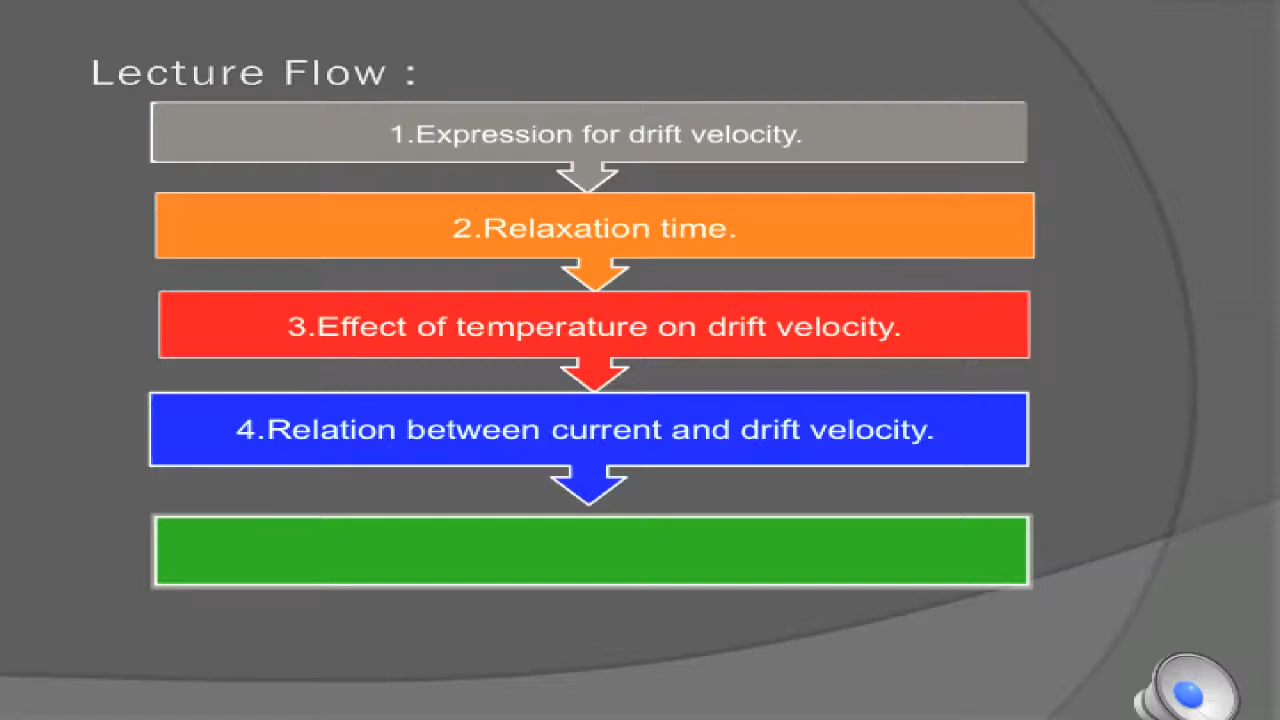 Lecture Flow :
1.Expression for drift velocity.
2.Relaxation time.
3.Effect of temperature on drift velocity.
4.Relation between current and drift velocity.